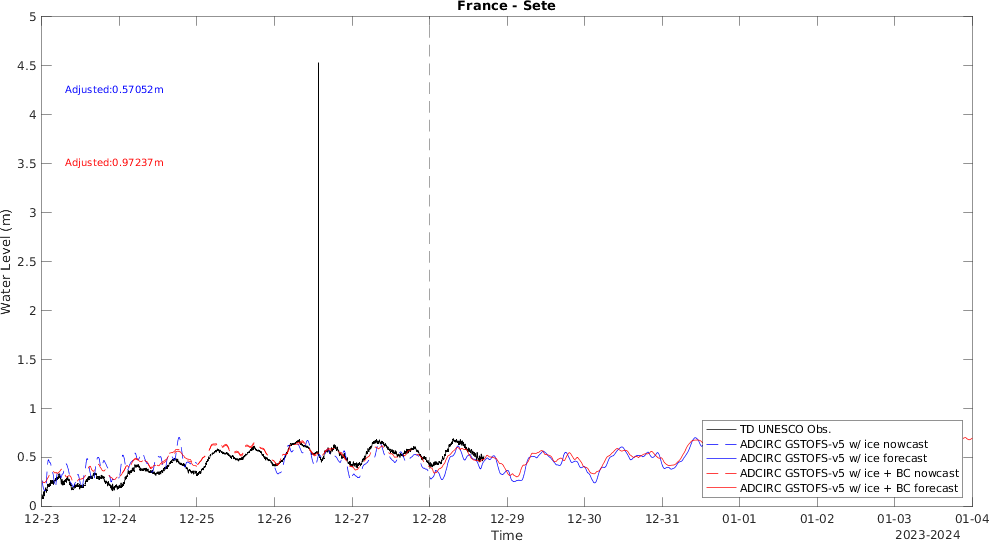 France - Sete
5
4.5
4
3.5
3
2.5
2
1.5
1
0.5
0
Water Level (m)
Adjusted:0.57052m
Adjusted:0.97237m
TD UNESCO Obs.
ADCIRC GSTOFS-v5 w/ ice nowcast
ADCIRC GSTOFS-v5 w/ ice forecast
ADCIRC GSTOFS-v5 w/ ice + BC nowcast
ADCIRC GSTOFS-v5 w/ ice + BC forecast
12-23 12-24 12-25 12-26 12-27 12-28 12-29 12-30 12-31 01-01 01-02 01-03 01-04
Time
2023-2024